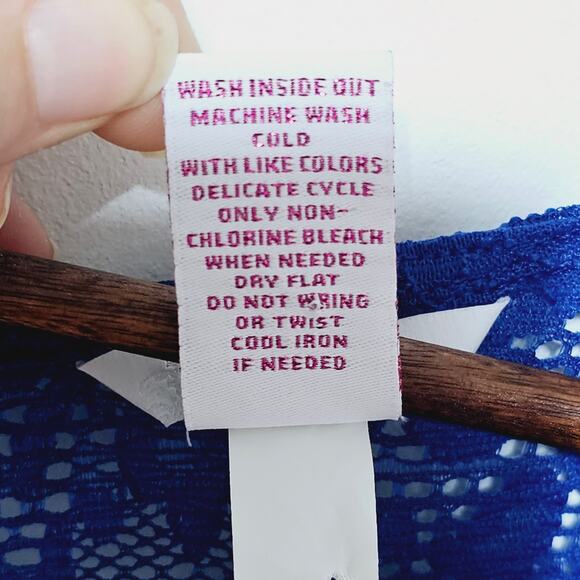 WASH INSIDE OUT
MACHINE WASH
COLD
WITH LIKE COLORS
DELICATE CYCLE
ONLY NON-
CHLORINE BLEACH
WHEN NEEDED
DRY FLAT
DO NOT WRING
OR TWIST
COOL IRON
IF NEEDED